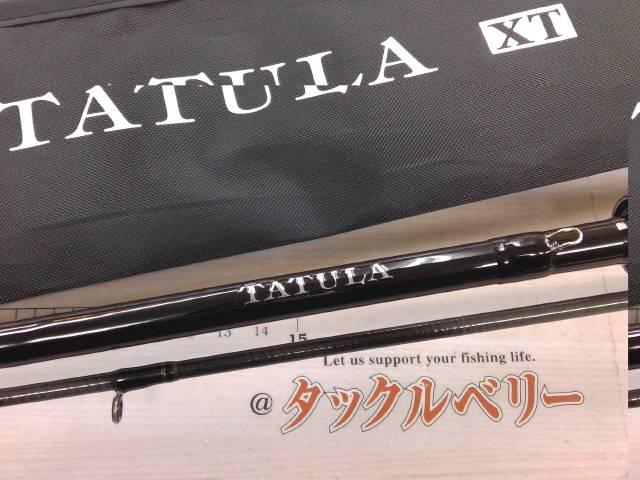 TATULA XT
TATULA
13 14 15
Let us support your fishing life.
@ タックルベリー